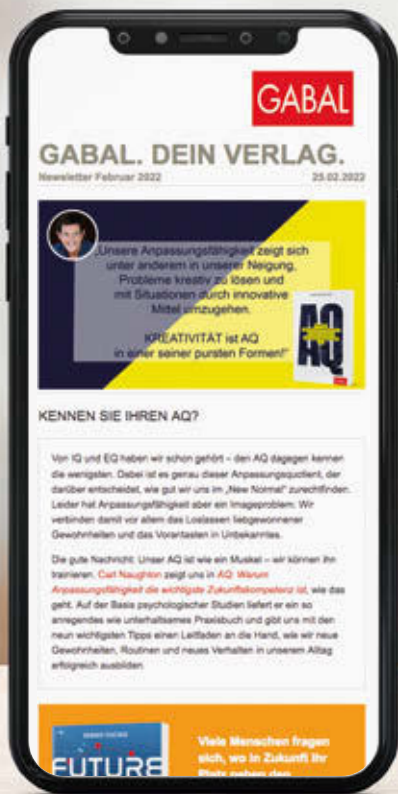 GABAL
GABAL. DEIN VERLAG.
Newsletter Februar 2022 25.02.2022
„Unsere Anpassungsfähigkeit zeigt sich
unter anderem in unserer Neigung,
Probleme kreativ zu lösen und
mit Situationen durch innovative
Mittel umzugehen.
KREATIVITÄT ist AQ
in einer seiner pursten Formen!“
AQ
AQ
KENNEN SIE IHREN AQ?
Von IQ und EQ haben wir schon gehört – den AQ dagegen kennen
die wenigsten. Dabei ist es genau dieser Anpassungsquotient, der
darüber entscheidet, wie gut wir uns im „New Normal“ zurechtfinden.
Leider hat Anpassungsfähigkeit aber ein Imageproblem: Wir
verbinden damit vor allem das Loslassen liebgewonnener
Gewohnheiten und das Vorantasten in Unbekanntes.
Die gute Nachricht: Unser AQ ist wie ein Muskel – wir können ihn
trainieren. Carl Naughton zeigt uns in AQ: Warum
Anpassungsfähigkeit die wichtigste Zukunftskompetenz ist, wie das
geht. Auf der Basis psychologischer Studien liefert er ein so
anregendes wie unterhaltsames Praxisbuch und gibt uns mit den
neun wichtigsten Tipps einen Leitfaden an die Hand, wie wir neue
Gewohnheiten, Routinen und neues Verhalten in unserem Alltag
erfolgreich ausbilden.
FUTURE
Viele Menschen fragen
sich, wo in Zukunft ihr
Platz neben den